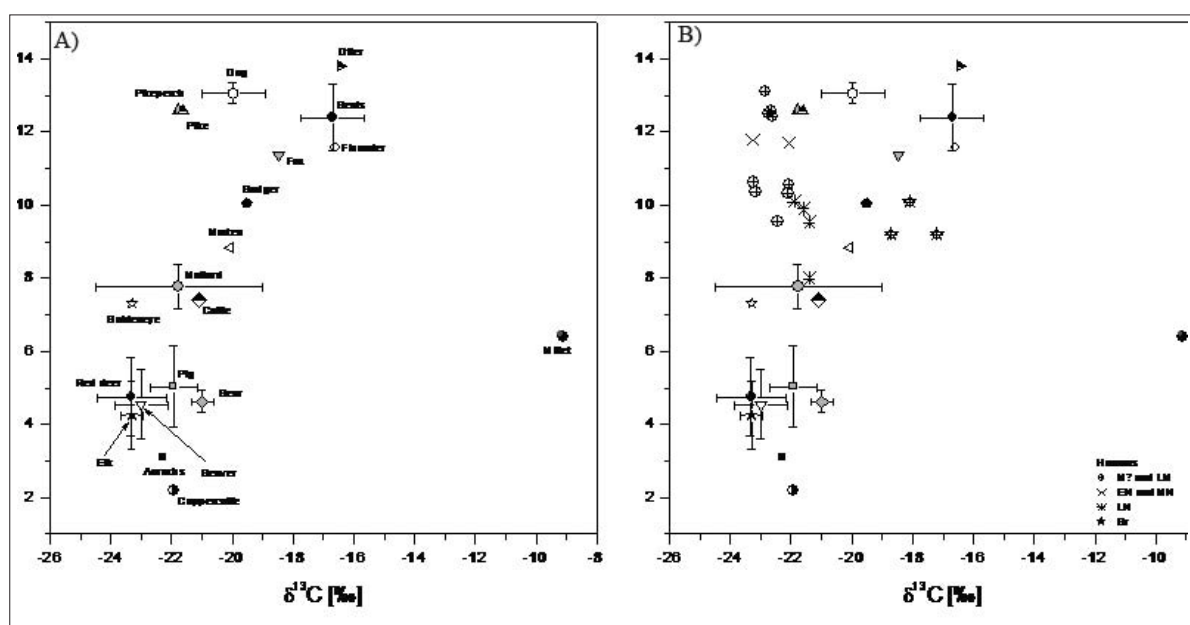 A)
B)
Otter
14
Dog
Pikeperch
Seals
Pike
12
Flounder
Fox
Badger
10
Marten
8
Mallard
Cattle
Goldeneye
6
Millet
Pig
Red deer
Bear
4
Elk
Aurochs
Beaver
2
-26 -24 -22 -20 -18 -16 -14 -12 -10 -8
δ¹³C [‰]
14
12
10
8
6
4
2
Humans
M? and LM
EN and MN
LN
Br
-26 -24 -22 -20 -18 -16 -14 -12 -10
δ¹³C [‰]